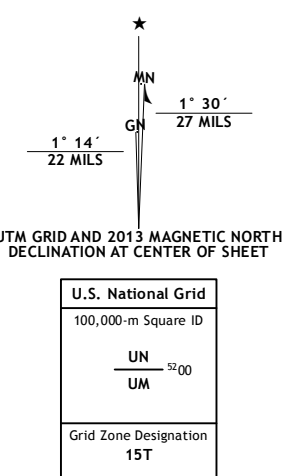 ★
MN
1° 30´
27 MILS
GN
1° 14´
22 MILS
UTM GRID AND 2013 MAGNETIC NORTH
DECLINATION AT CENTER OF SHEET
U.S. National Grid
100,000-m Square ID
UN
5200
UM
Grid Zone Designation
15T